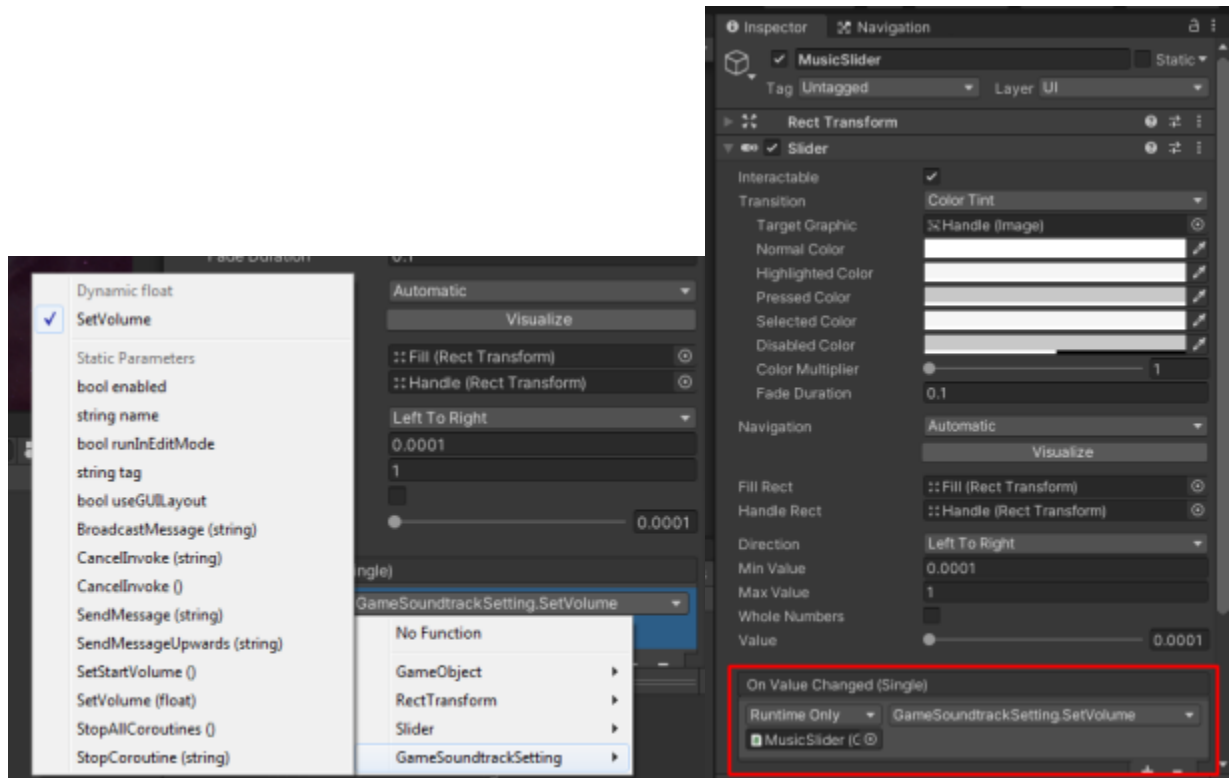 Fade Duration 0.1
Automatic
Visualize
Fill (Rect Transform)
Handle (Rect Transform)
Left To Right
0.0001
1
0.0001
ingle)
GameSoundtrackSetting.SetVolume
Dynamic float
SetVolume
Static Parameters
bool enabled
string name
bool runInEditMode
string tag
bool useGUILayout
BroadcastMessage (string)
CancelInvoke (string)
CancelInvoke ()
SendMessage (string)
SendMessageUpwards (string)
SetStartVolume ()
SetVolume (float)
StopAllCoroutines ()
StopCoroutine (string)
No Function
GameObject
RectTransform
Slider
GameSoundtrackSetting
Inspector Navigation
MusicSlider Static
Tag Untagged Layer UI
Rect Transform
Slider
Interactable
Transition Color Tint
Target Graphic Handle (Image)
Normal Color
Highlighted Color
Pressed Color
Selected Color
Disabled Color
Color Multiplier 1
Fade Duration 0.1
Navigation Automatic
Visualize
Fill Rect Fill (Rect Transform)
Handle Rect Handle (Rect Transform)
Direction Left To Right
Min Value 0.0001
Max Value 1
Whole Numbers
Value 0.0001
On Value Changed (Single)
Runtime Only GameSoundtrackSetting.SetVolume
MusicSlider (G